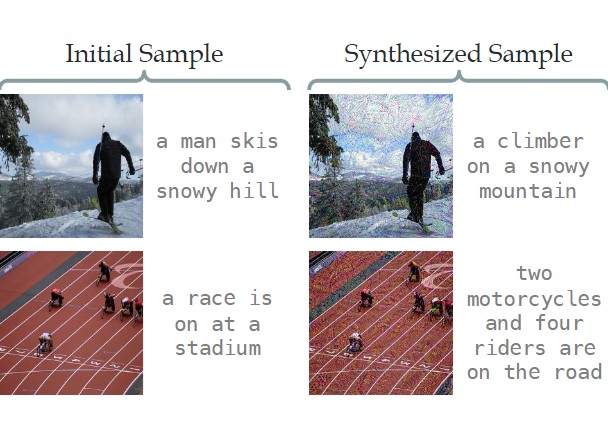 Initial Sample
Synthesized Sample
a man skis
down a
snowy hill
a climber
on a snowy
mountain
a race is
on at a
stadium
two
motorcycles
and four
riders are
on the road